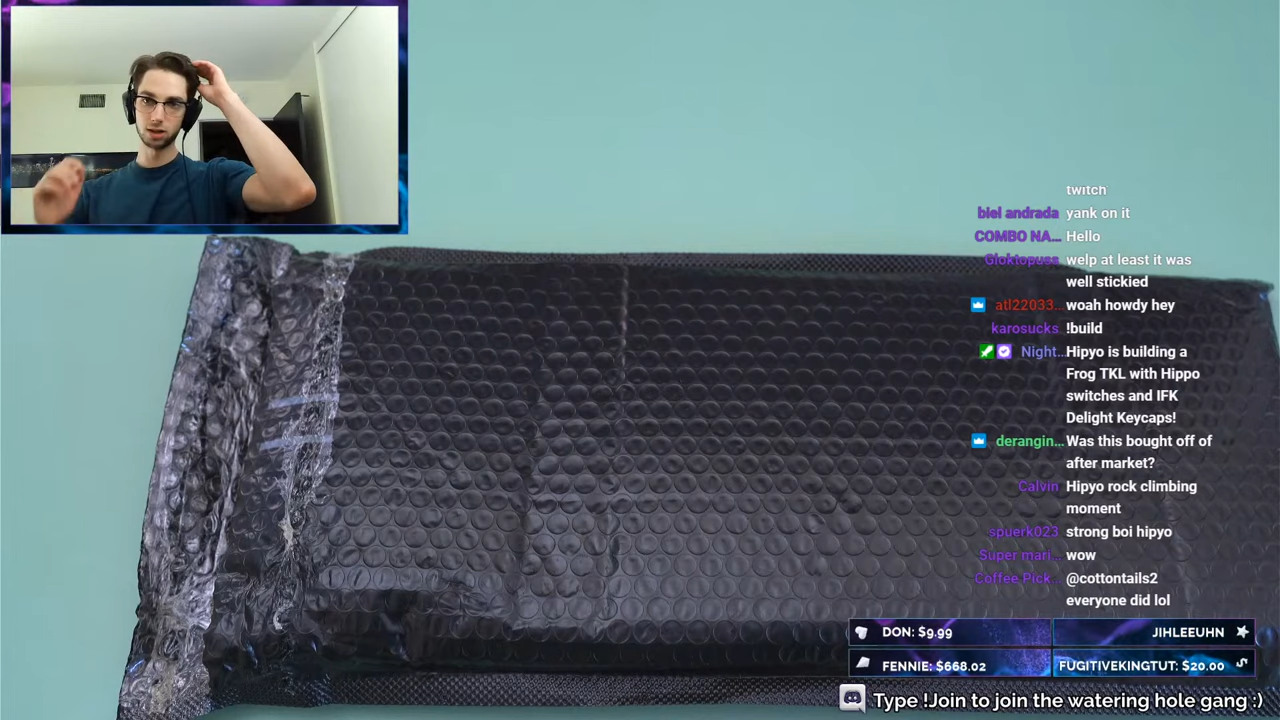 twitch
biel andrada yank on it
COMBO NA... Hello
Gloktopuss welp at least it was
well stickied
atl22033... woah howdy hey
karosucks !build
Night... Hipyo is building a
Frog TKL with Hippo
switches and IFK
Delight Keycaps!
derangin... Was this bought off of
after market?
Calvin Hipyo rock climbing
moment
spuerk023 strong boi hipyo
Super mari... wow
Coffee Pick... @cottontails2
everyone did lol
DON: $9.99
JIHLEEUHN
FENNIE: $668.02
FUGITIVEKINGTUT: $20.00
Type !Join to join the watering hole gang :)